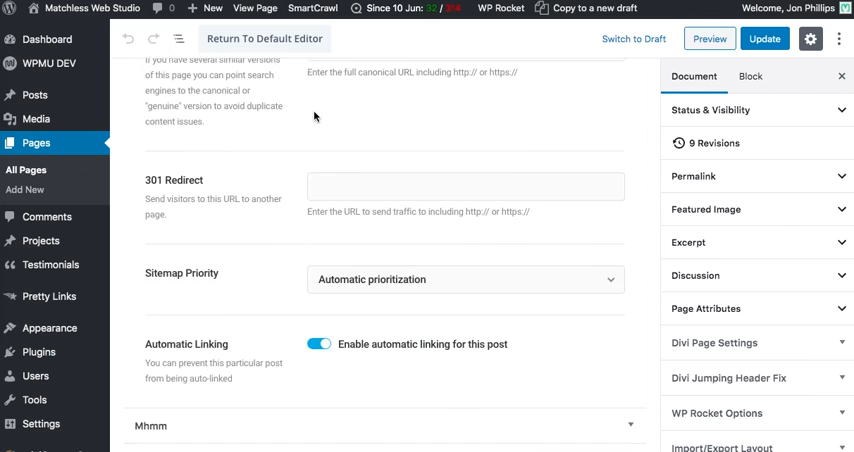 Matchless Web Studio 0 New View Page SmartCrawl Since 10 Jun: 32 / 314 WP Rocket Copy to a new draft Welcome, Jon Phillips
Dashboard
WPMU DEV
Posts
Media
Pages
All Pages
Add New
Comments
Projects
Testimonials
Pretty Links
Appearance
Plugins
Users
Tools
Settings
Return To Default Editor
Switch to Draft Preview Update
If you have several similar versions
of this page you can point search
engines to the canonical or
"genuine" version to avoid duplicate
content issues.
Enter the full canonical URL including http:// or https://
301 Redirect
Send visitors to this URL to another
page.
Enter the URL to send traffic to including http:// or https://
Sitemap Priority
Automatic prioritization
Automatic Linking
You can prevent this particular post
from being auto-linked
Enable automatic linking for this post
Mhmm
Document Block
Status & Visibility
9 Revisions
Permalink
Featured Image
Excerpt
Discussion
Page Attributes
Divi Page Settings
Divi Jumping Header Fix
WP Rocket Options
Import/Export Layout